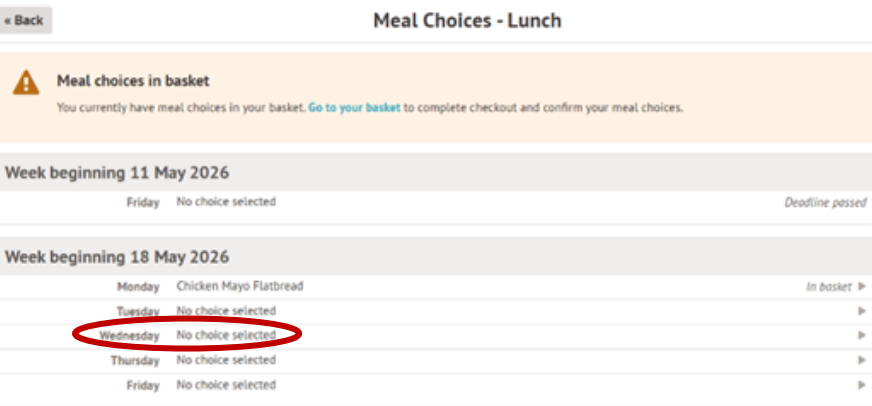 « Back
Meal Choices - Lunch
Meal choices in basket
You currently have meal choices in your basket. Go to your basket to complete checkout and confirm your meal choices.
Week beginning 11 May 2026
Friday No choice selected Deadline passed
Week beginning 18 May 2026
Monday Chicken Mayo Flatbread In basket ▶
Tuesday No choice selected ▶
Wednesday No choice selected ▶
Thursday No choice selected ▶
Friday No choice selected ▶